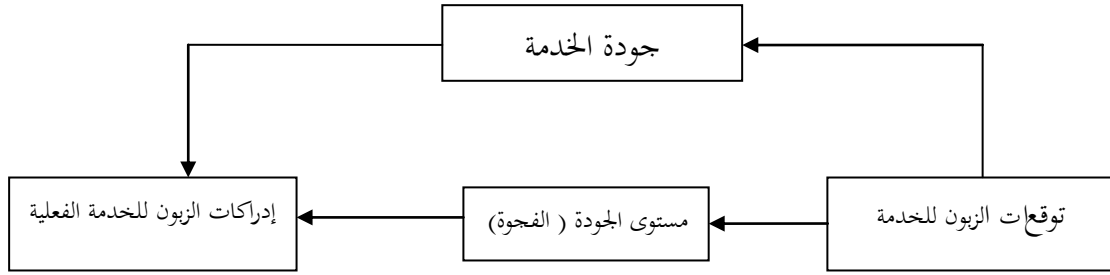 جودة الخدمة
توقعات الزبون للخدمة
مستوى الجودة ( الفجوة)
إدراكات الزبون للخدمة الفعلية